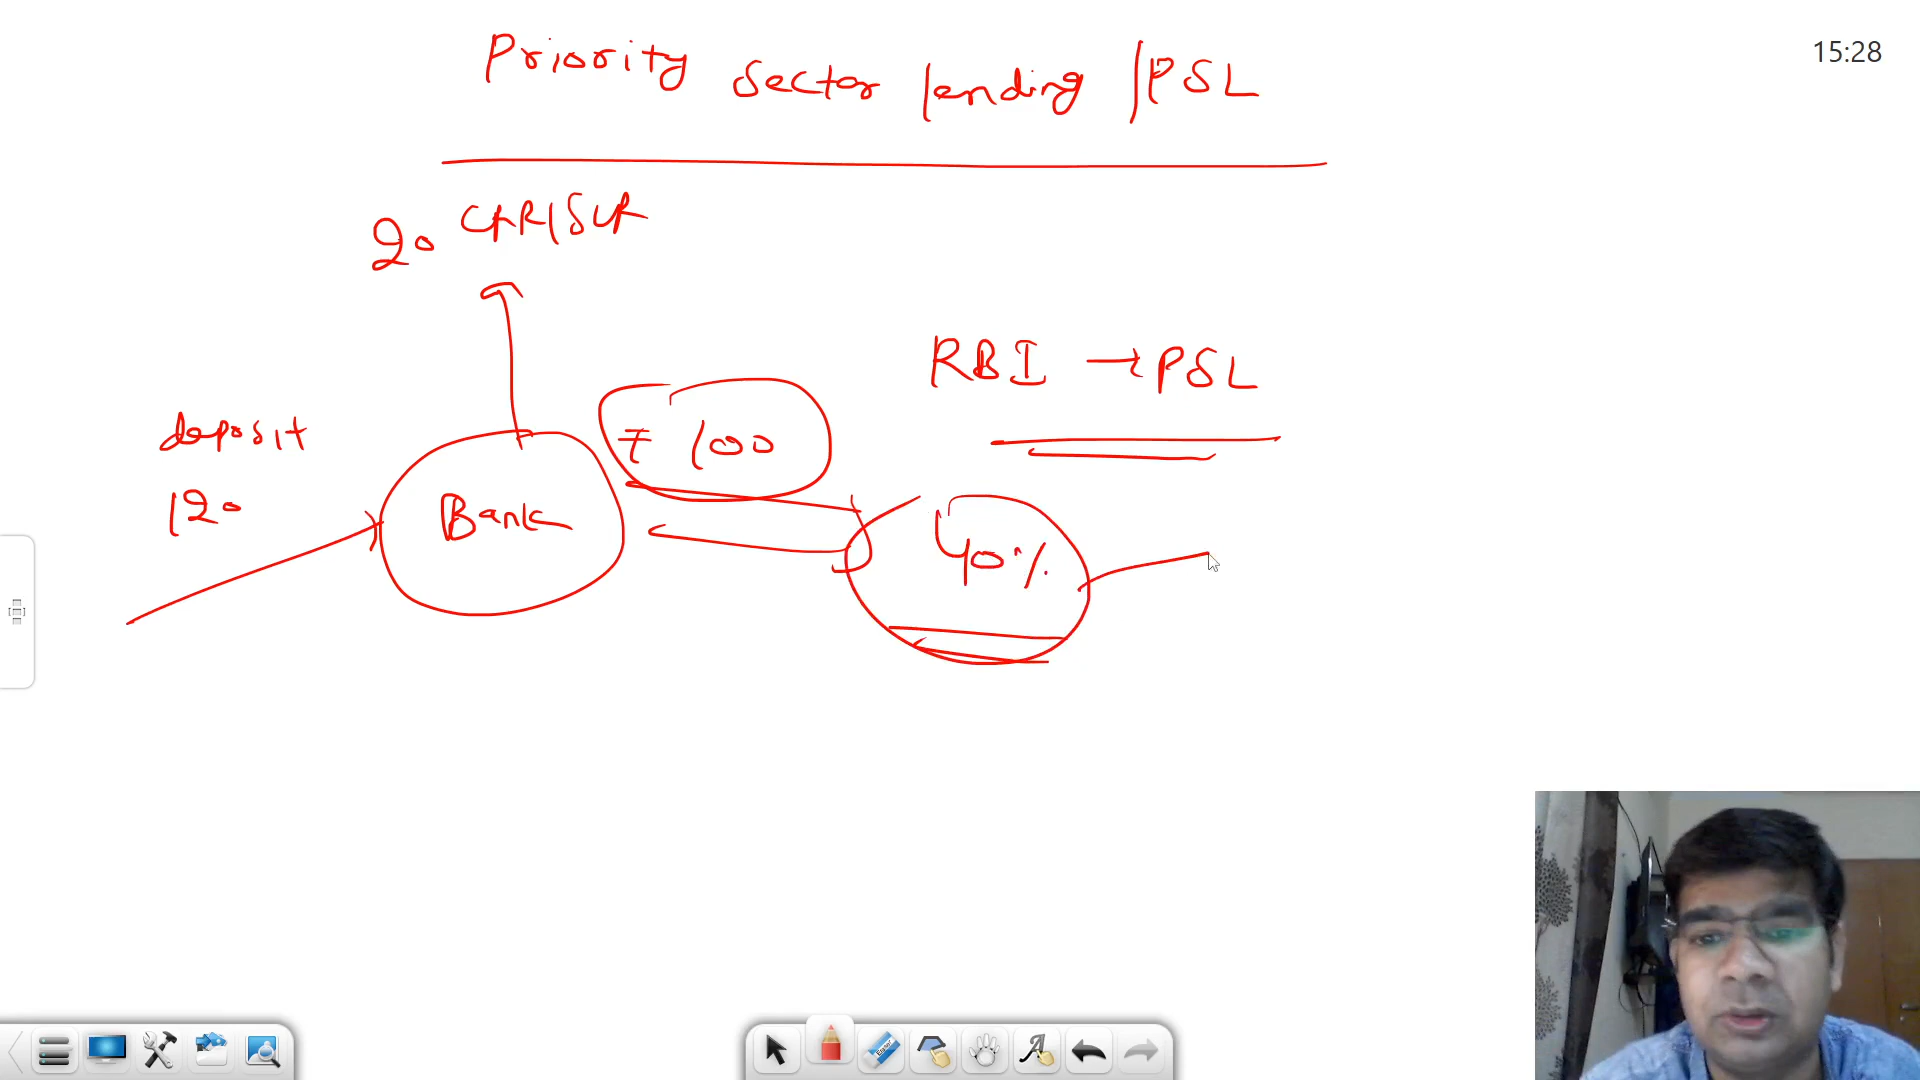 15:28
Priority Sector lending / PSL
20 CRR/SLR
RBI → PSL
deposit
₹ 100
120
Bank
40%